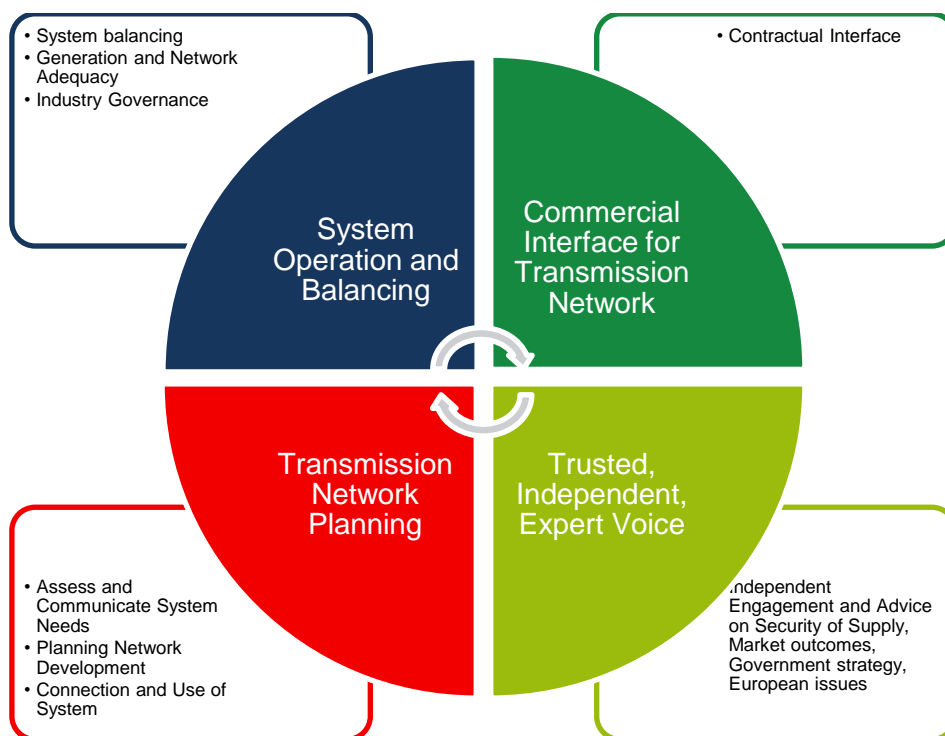 • System balancing
• Generation and Network
Adequacy
• Industry Governance
• Contractual Interface
System
Operation and
Balancing
Commercial
Interface for
Transmission
Network
Transmission
Network
Planning
Trusted,
Independent,
Expert Voice
• Assess and
Communicate System
Needs
• Planning Network
Development
• Connection and Use of
System
Independent
Engagement and Advice
on Security of Supply,
Market outcomes,
Government strategy,
European issues